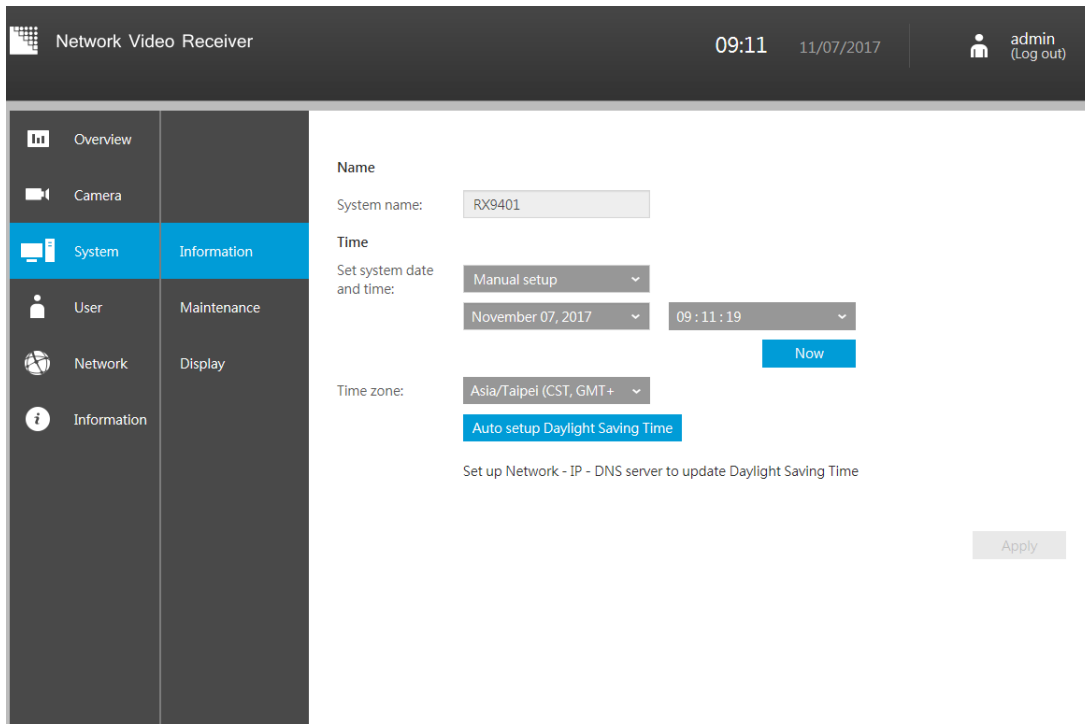 Network Video Receiver
09:11 11/07/2017
admin
(Log out)
Overview
Camera
System
User
Network
Information
Information
Maintenance
Display
Name
System name: RX9401
Time
Set system date
and time:
Manual setup
November 07, 2017 09 : 11 : 19
Now
Time zone: Asia/Taipei (CST, GMT+
Auto setup Daylight Saving Time
Set up Network - IP - DNS server to update Daylight Saving Time
Apply